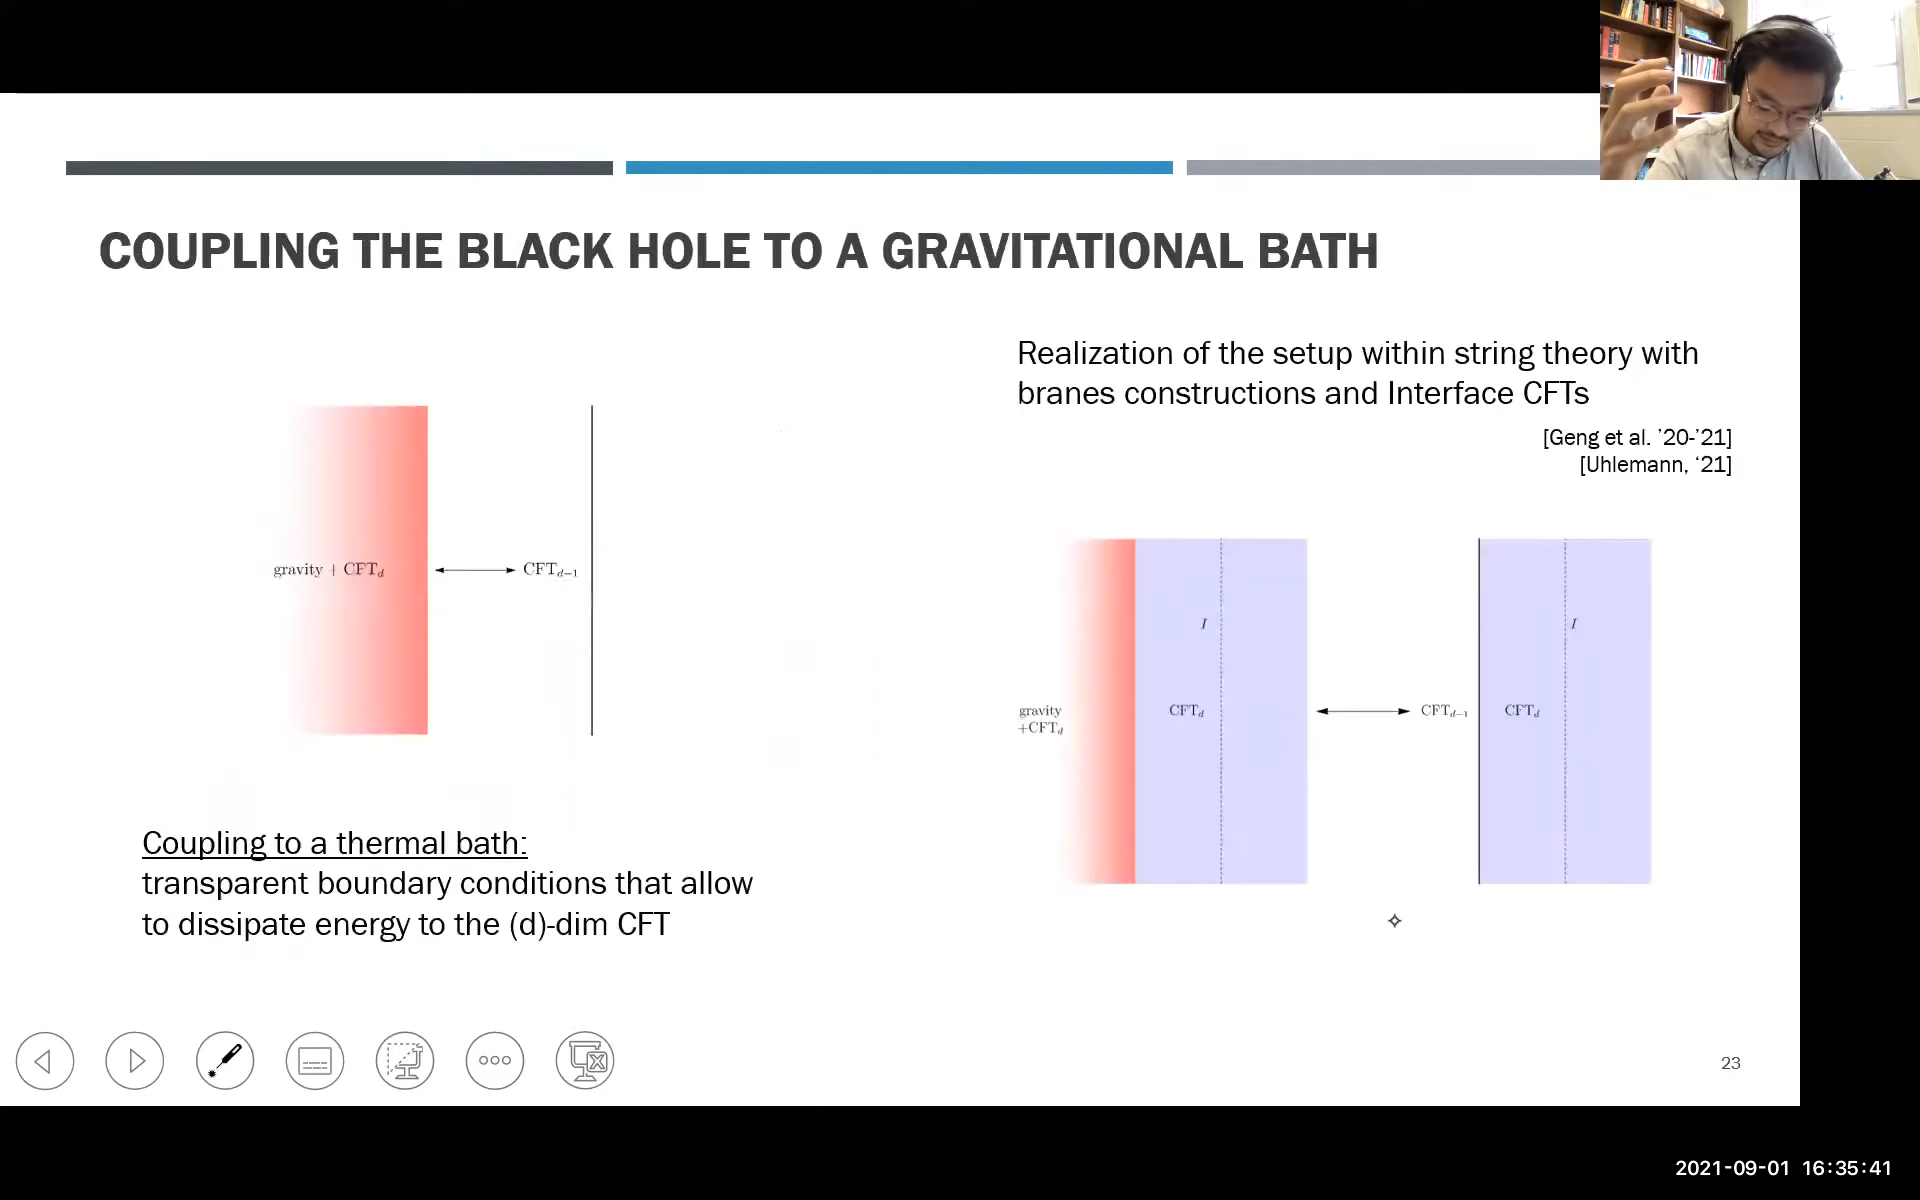 COUPLING THE BLACK HOLE TO A GRAVITATIONAL BATH
gravity + CFT_d
CFT_{d−1}
Coupling to a thermal bath:
transparent boundary conditions that allow
to dissipate energy to the (d)-dim CFT
Realization of the setup within string theory with
branes constructions and Interface CFTs
[Geng et al. ’20-’21]
[Uhlemann, ‘21]
I
I
gravity
+CFT_d
CFT_d
CFT_{d−1}
CFT_d
23
2021-09-01 16:35:41